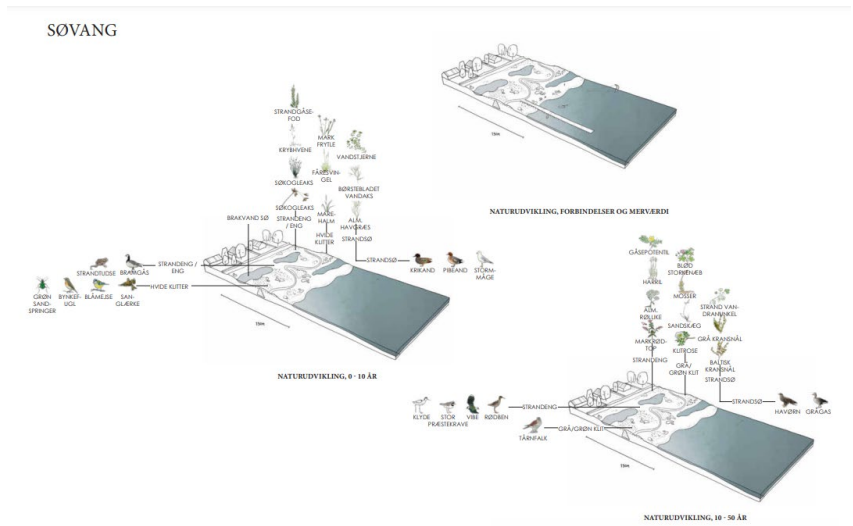 SØVANG
STRANDGÅSE-
FOD
KRYBHVENE
SØKOGLEAKS
SØKOGLEAKS
STRANDENG
/ ENG
BRAKVAND SØ
MARK
FRYTLE
FÅRESVIN-
GEL
MARE-
HALM
HVIDE
KLITTER
VANDSTJERNE
BØRSTEBLADET
VANDAKS
ALM.
HAVGRÆS
STRANDSØ
STRANDSØ
KRIKAND
PIBEAND
STORM-
MÅGE
STRANDTUDSE
BRAMGÅS
STRANDENG /
ENG
GRØN
SAND-
SPRINGER
BYNKEF-
UGL
BLÅMEJSE
SAN-
GLÆRKE
HVIDE KLITTER
NATURUDVIKLING, 0 - 10 ÅR
NATURUDVIKLING, FORBINDELSER OG MERVÆRDI
GÅSEPOTENTIL
HARRIL
ALM.
RØLLIKE
MARKRØD-
TOP
STRANDENG
BLØD
STORKENÆB
MOSSER
SANDSKÆG
KLITROSE
GRÅ/
GRØN KLIT
STRAND VAN-
DRANUNKEL
GRÅ KRANSNÅL
BALTISK
KRANSNÅL
STRANDSØ
STRANDSØ
HAVØRN
GRÅGAS
KLYDE
STOR
PRÆSTEKRAVE
VIBE
RØDBEN
STRANDENG
TÅRNFALK
GRÅ/GRØN KLIT
NATURUDVIKLING, 10 - 50 ÅR